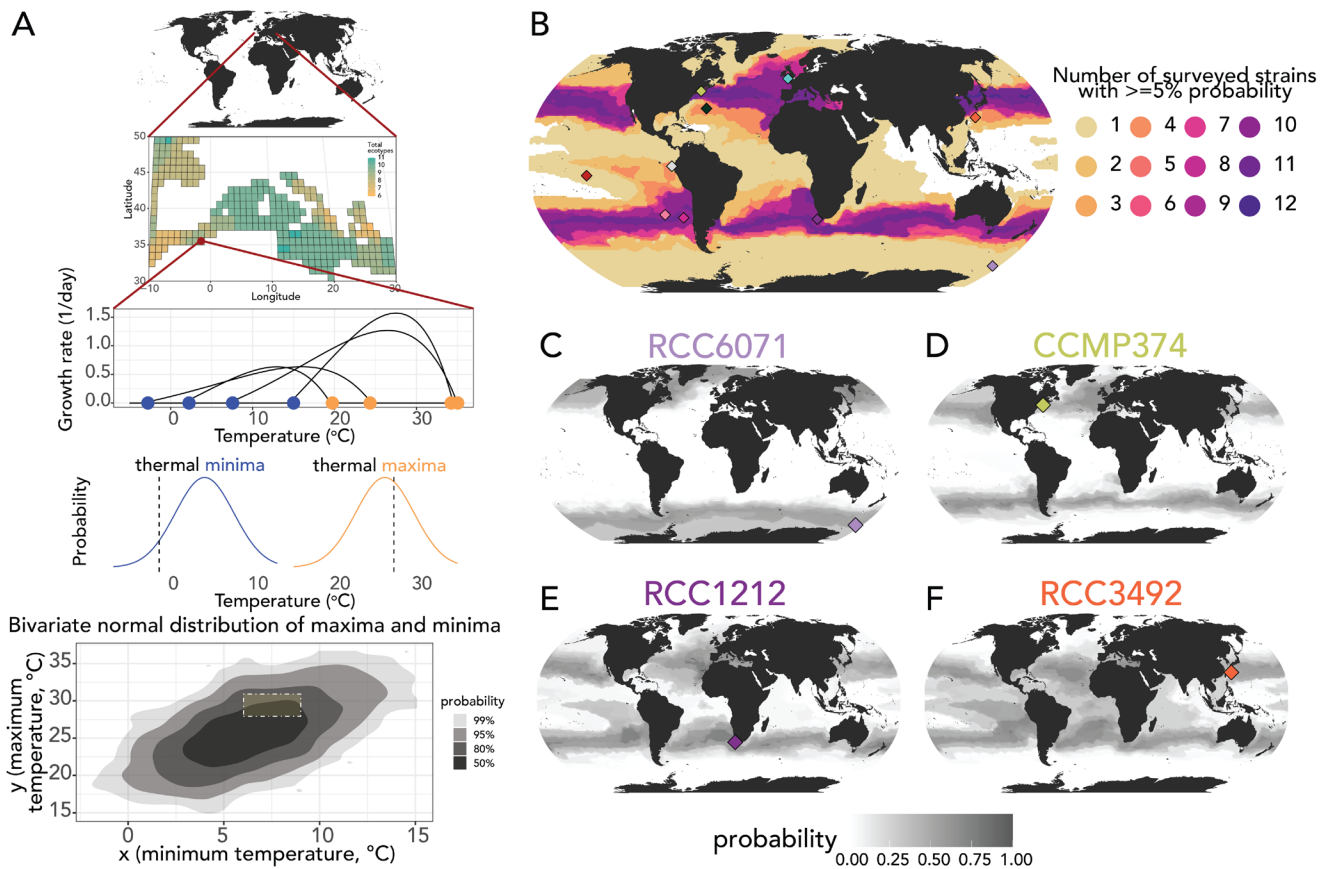 A
50
45
40
35
30
Latitude
Total
ecotypes
11
10
9
8
7
6
−10
0
10
20
30
Longitude
Growth rate (1/day)
1.5
1.0
0.5
0.0
0
10
20
30
Temperature (°C)
thermal minima
thermal maxima
Probability
0
10
20
30
Temperature (°C)
Bivariate normal distribution of maxima and minima
y (maximum
temperature, °C)
35
30
25
20
15
0
5
10
15
x (minimum temperature, °C)
probability
99%
95%
80%
50%
B
Number of surveyed strains
with >=5% probability
1 4 7 10
2 5 8 11
3 6 9 12
C
RCC6071
D
CCMP374
E
RCC1212
F
RCC3492
probability
0.00 0.25 0.50 0.75 1.00